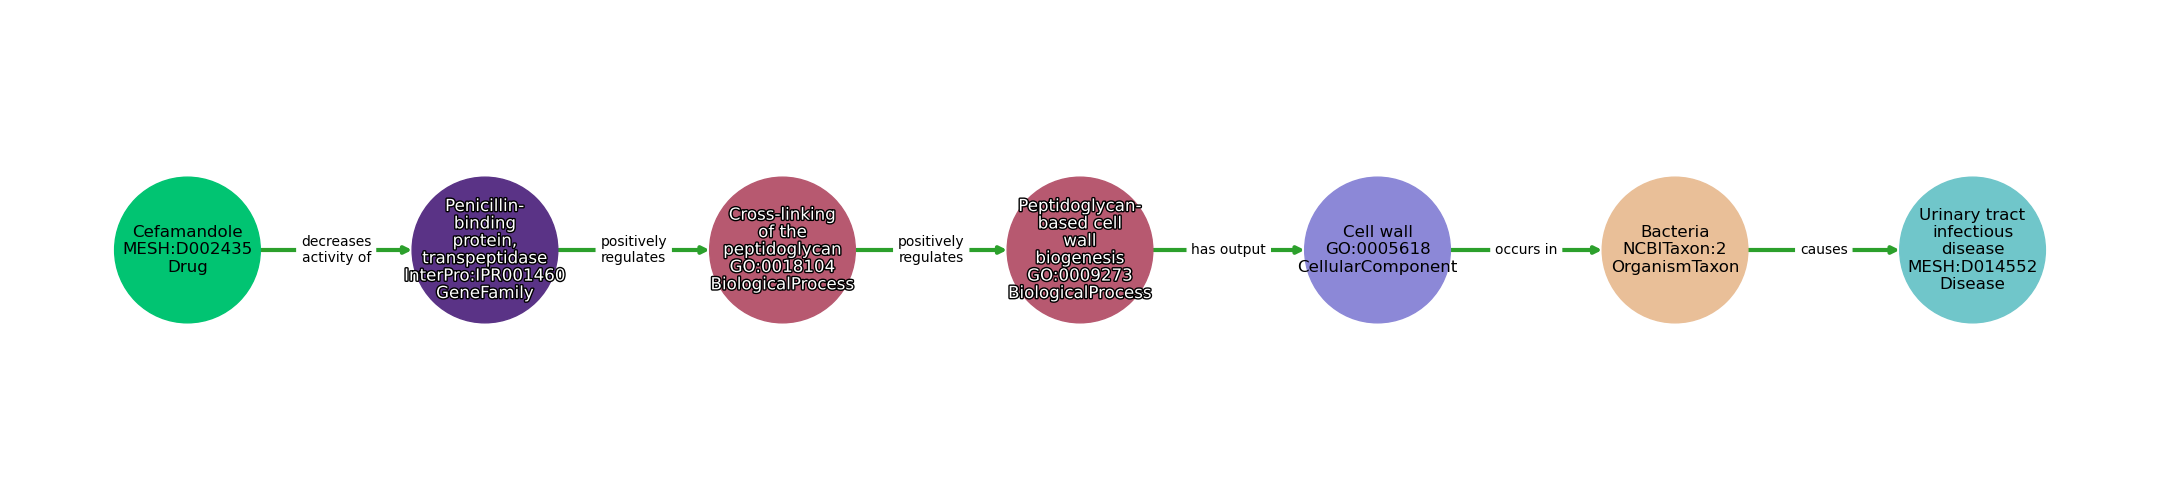 Cefamandole
MESH:D002435
Drug
decreases
activity of
Penicillin-
binding
protein,
transpeptidase
InterPro:IPR001460
GeneFamily
positively
regulates
Cross-linking
of the
peptidoglycan
GO:0018104
BiologicalProcess
positively
regulates
Peptidoglycan-
based cell
wall
biogenesis
GO:0009273
BiologicalProcess
has output
Cell wall
GO:0005618
CellularComponent
occurs in
Bacteria
NCBITaxon:2
OrganismTaxon
causes
Urinary tract
infectious
disease
MESH:D014552
Disease